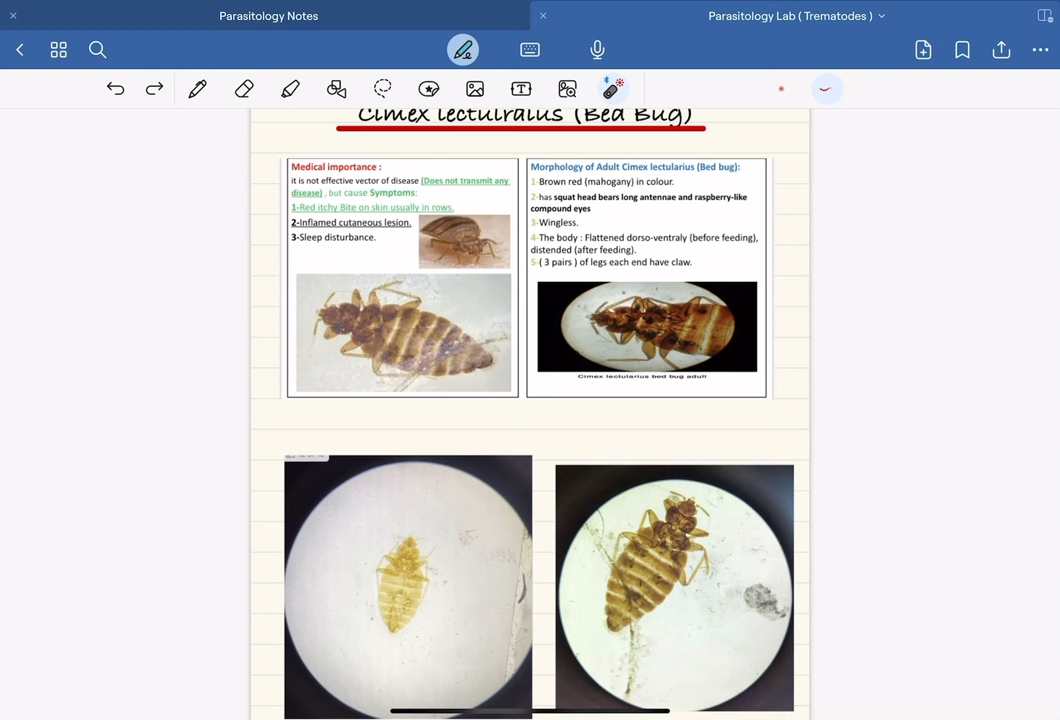 Parasitology Notes
Parasitology Lab ( Trematodes )
Cimex lectulralus (Bed Bug)
Medical importance :
it is not effective vector of disease (Does not transmit any
disease) , but cause Symptoms:
1-Red itchy Bite on skin usually in rows.
2-Inflamed cutaneous lesion.
3-Sleep disturbance.
Morphology of Adult Cimex lectularius (Bed bug):
1-Brown red (mahogany) in colour.
2-has squat head bears long antennae and raspberry-like
compound eyes
3-Wingless.
4-The body : Flattened dorso-ventraly (before feeding),
distended (after feeding).
5-( 3 pairs ) of legs each end have claw.
Cimex lectularius bed bug adult